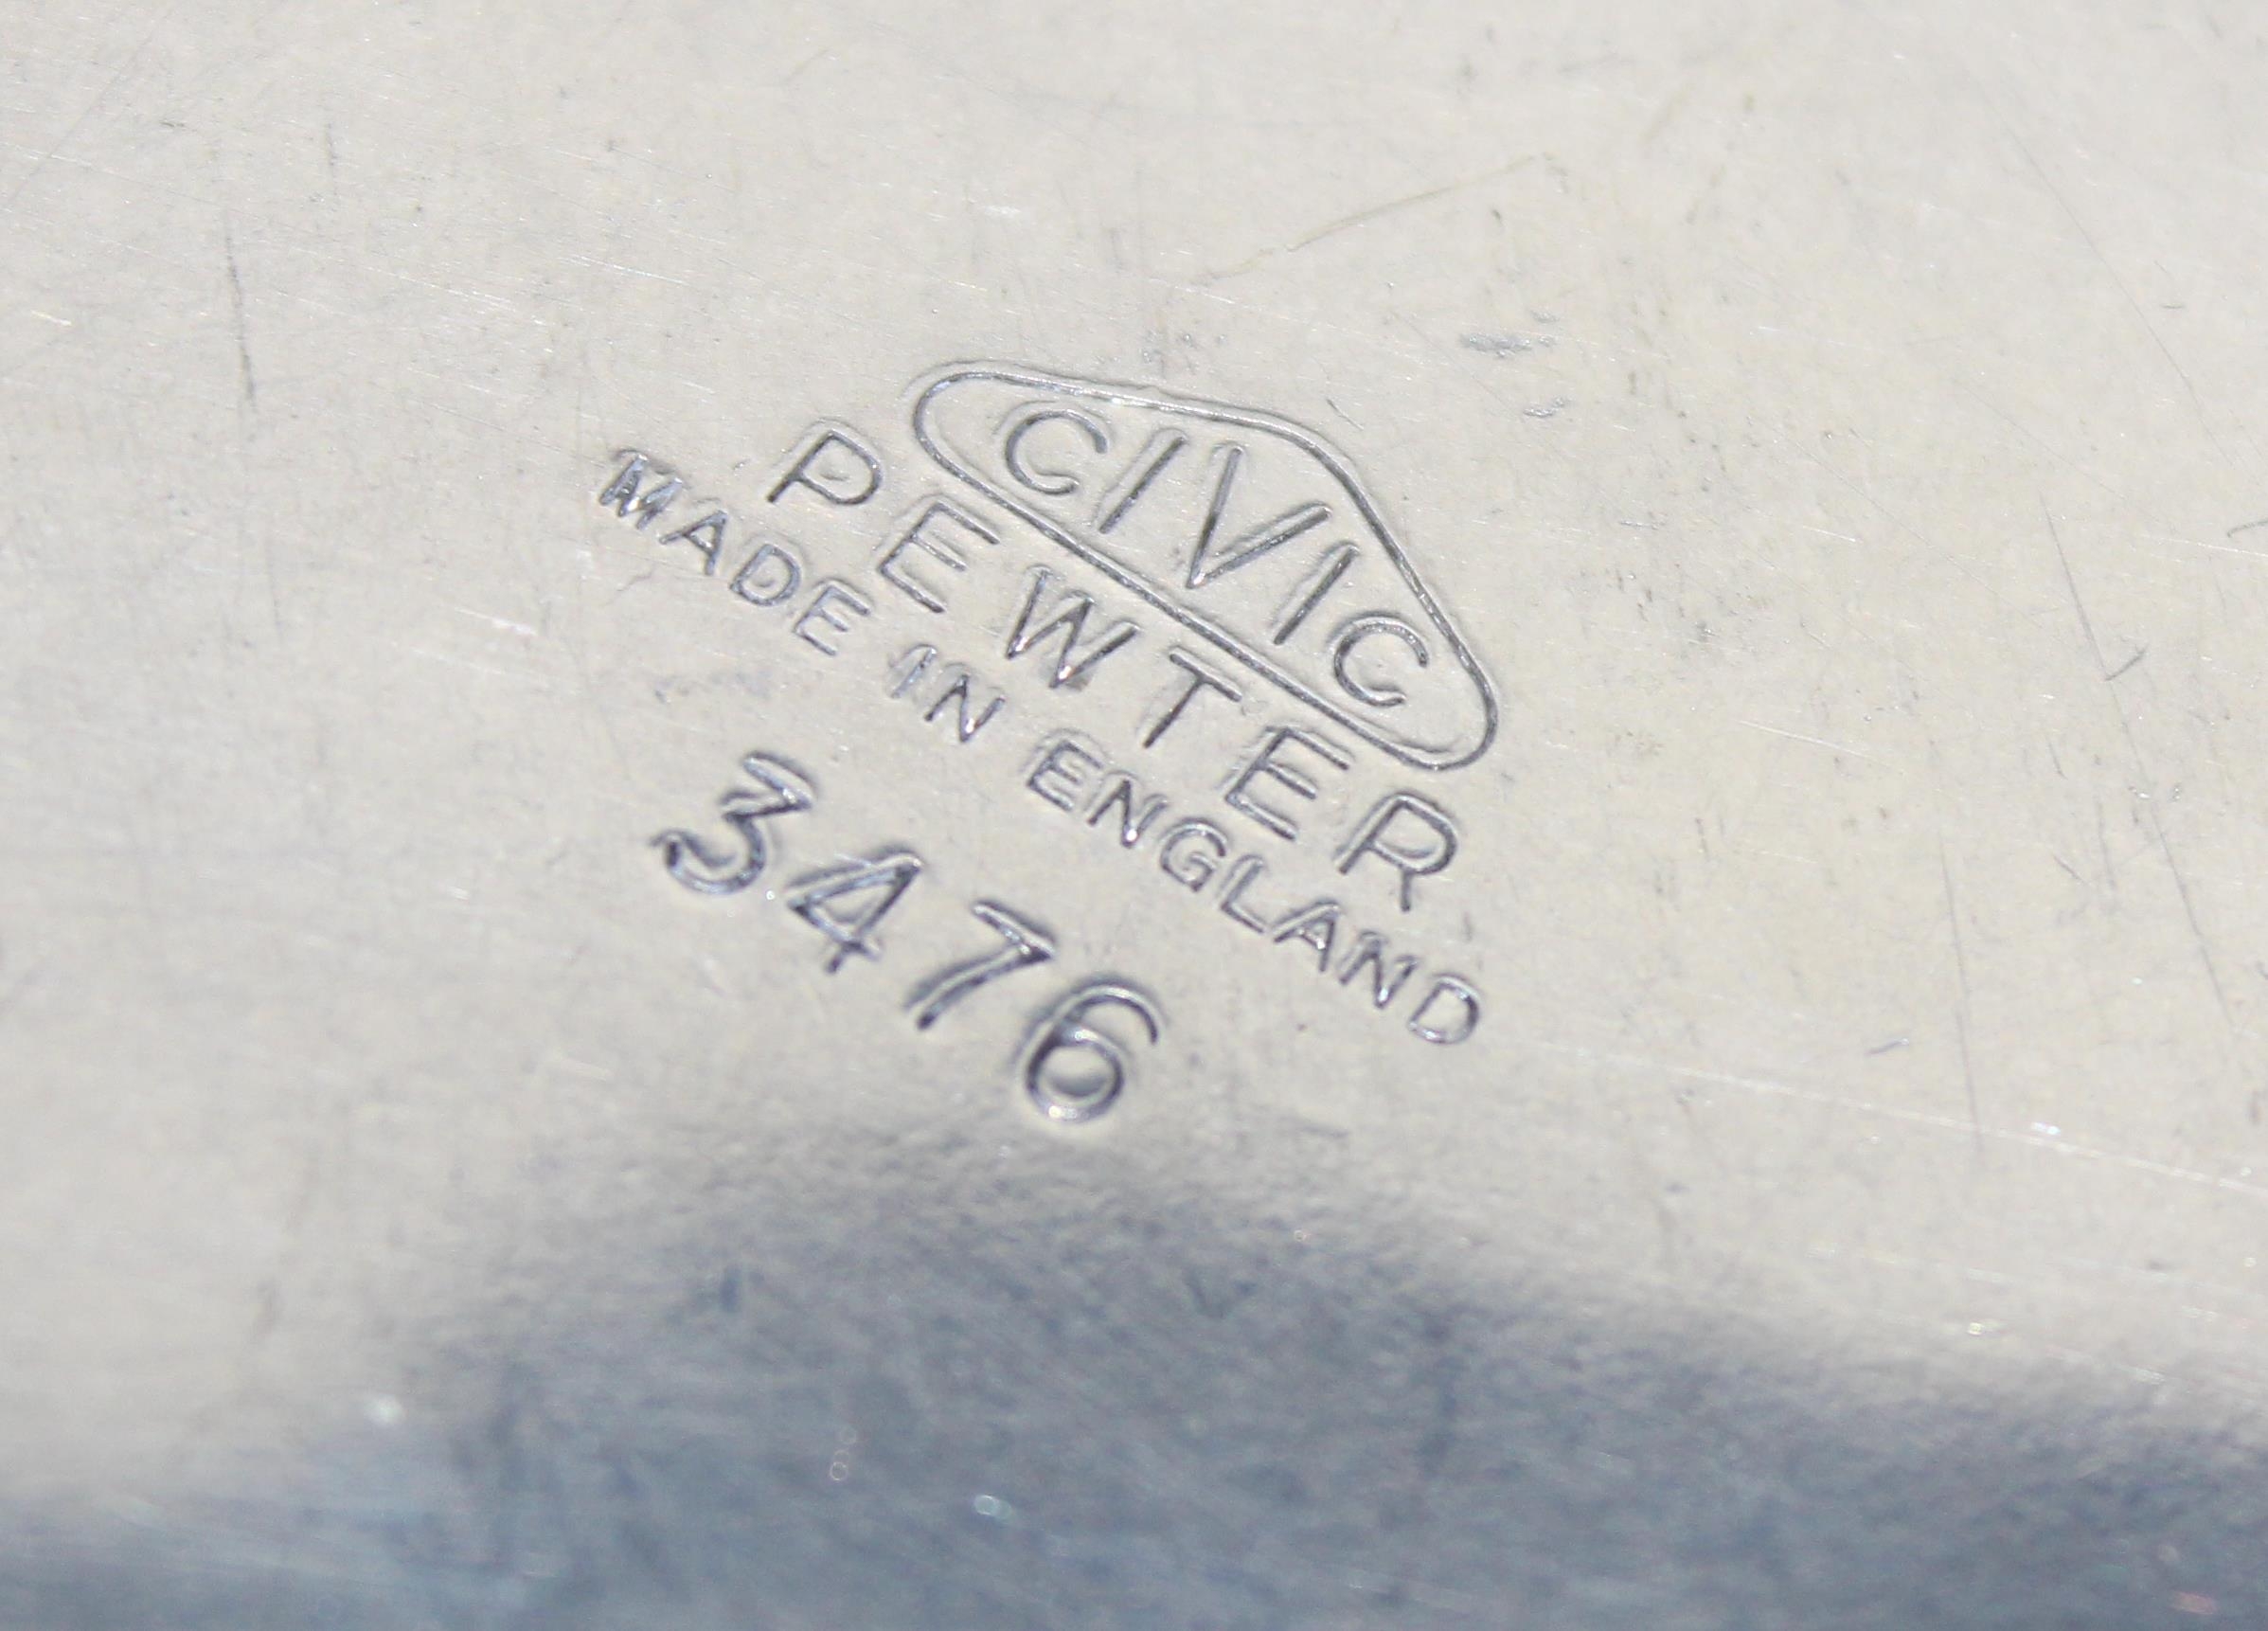 CIVIC
PEWTER
MADE IN ENGLAND
3476